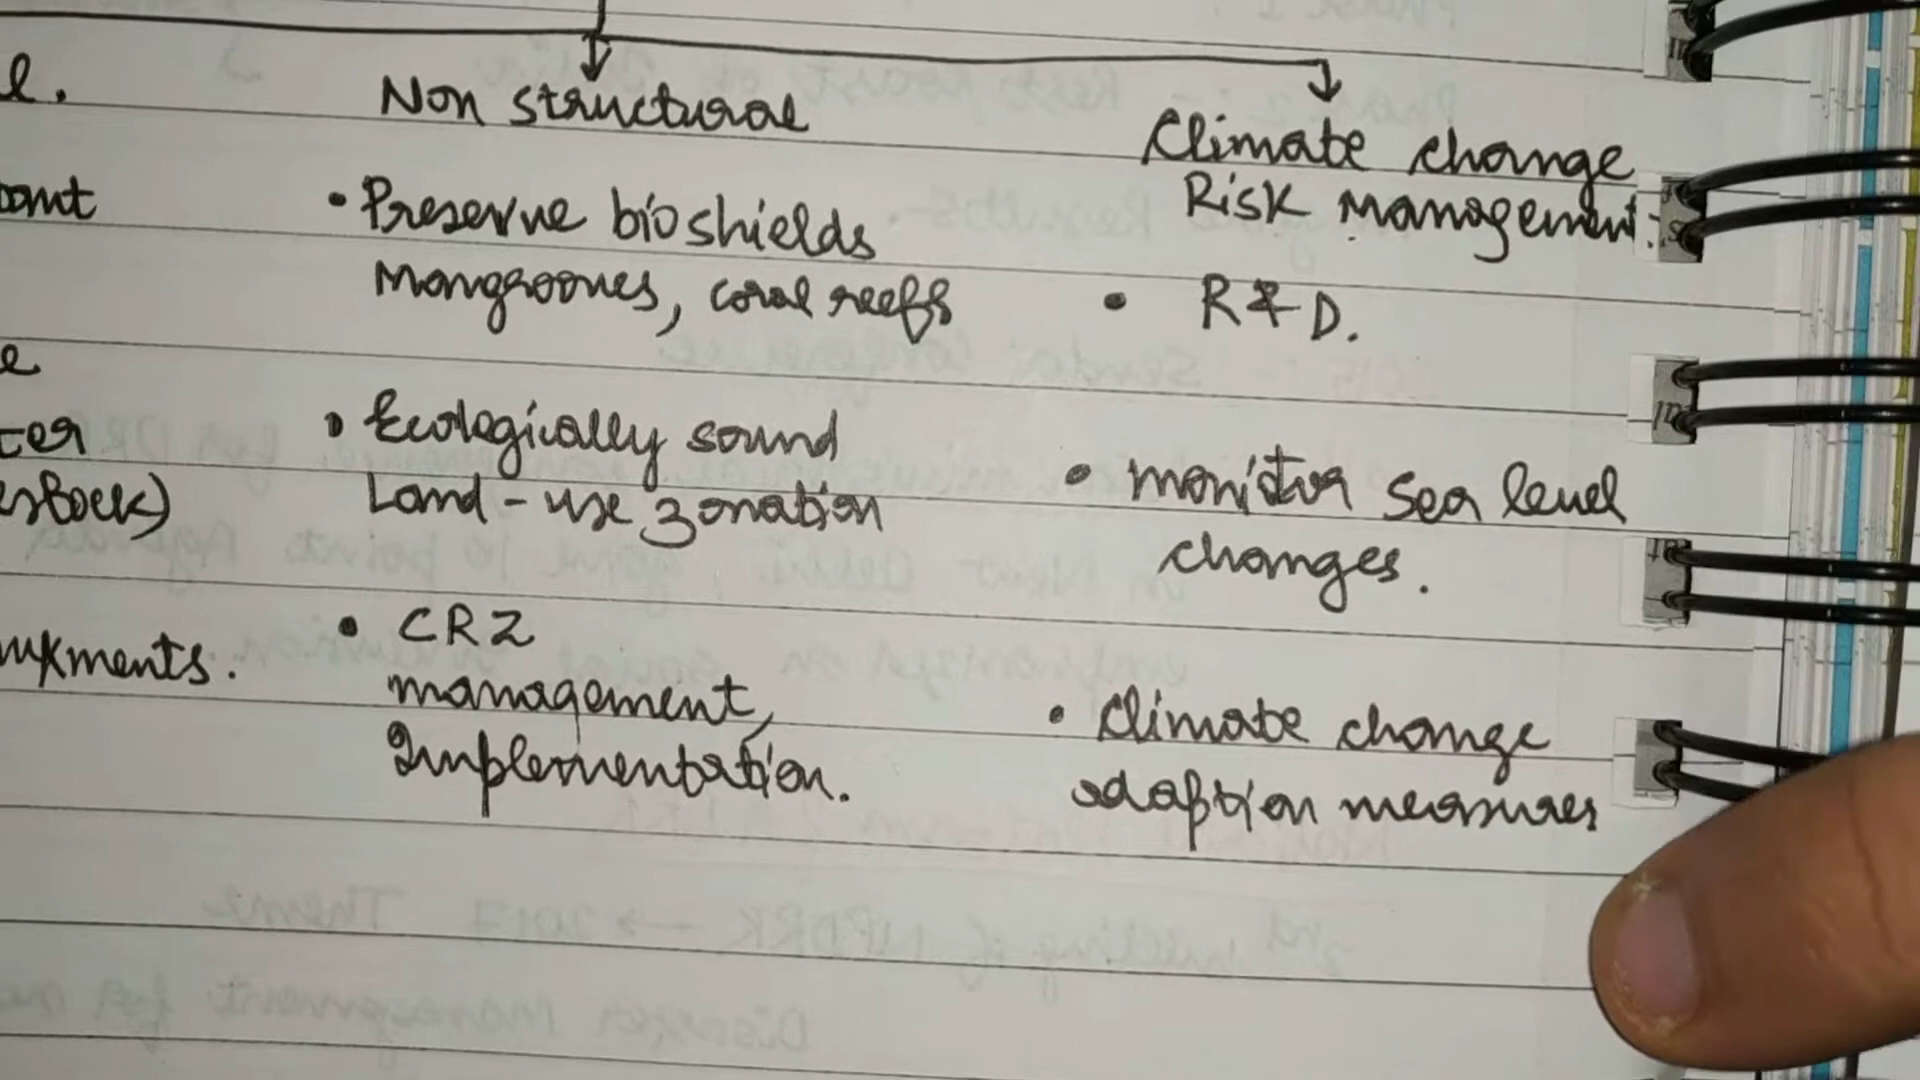 l.
Non structural
Climate change
Risk Management:
• Preserve bioshields
Mangrooves, coral reefs
• R & D.
e
• Ecologically sound
Land - use zonation
• monitor sea level
changes.
• CRZ
management,
Implementation.
• Climate change
adaption measures